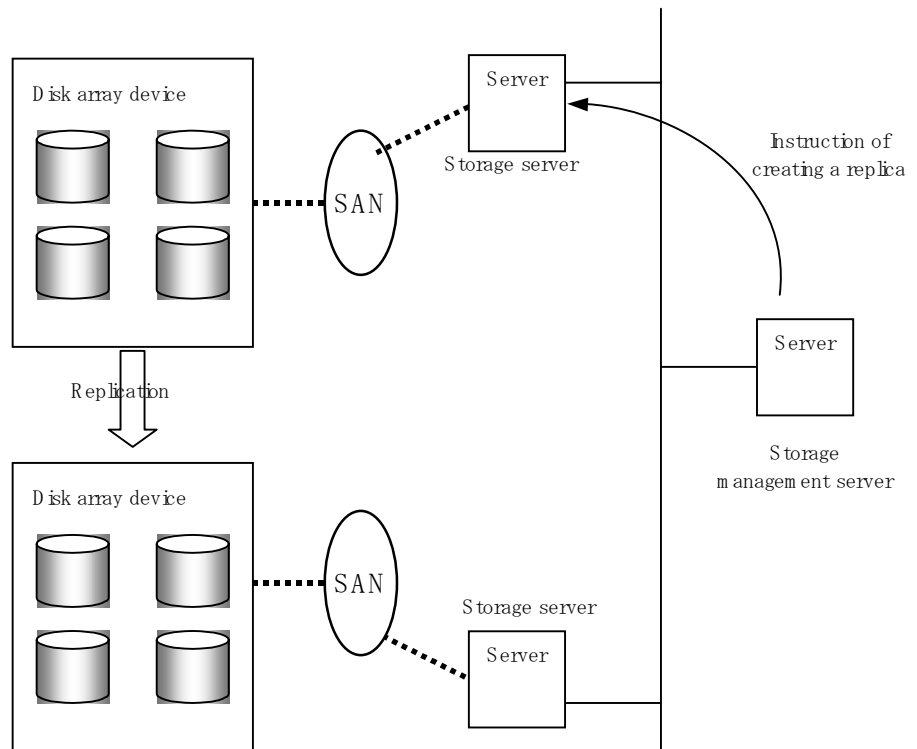 Disk array device
Server
Storage server
SAN
Instruction of
creating a replica
Server
Storage
management server
Replication
Disk array device
SAN
Storage server
Server